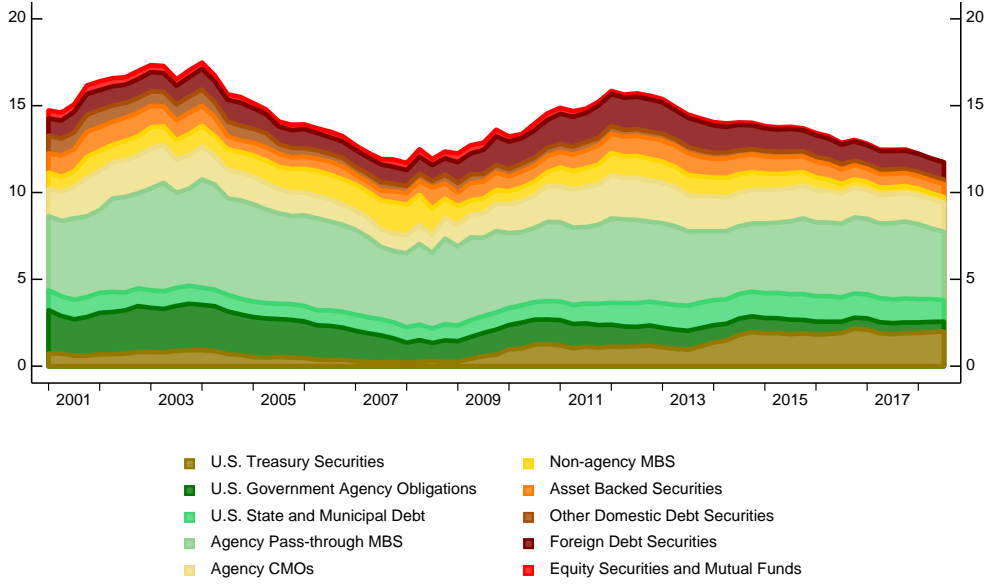 20 20
15 15
10 10
5 5
0 0
2001 2003 2005 2007 2009 2011 2013 2015 2017
U.S. Treasury Securities
U.S. Government Agency Obligations
U.S. State and Municipal Debt
Agency Pass-through MBS
Agency CMOs
Non-agency MBS
Asset Backed Securities
Other Domestic Debt Securities
Foreign Debt Securities
Equity Securities and Mutual Funds